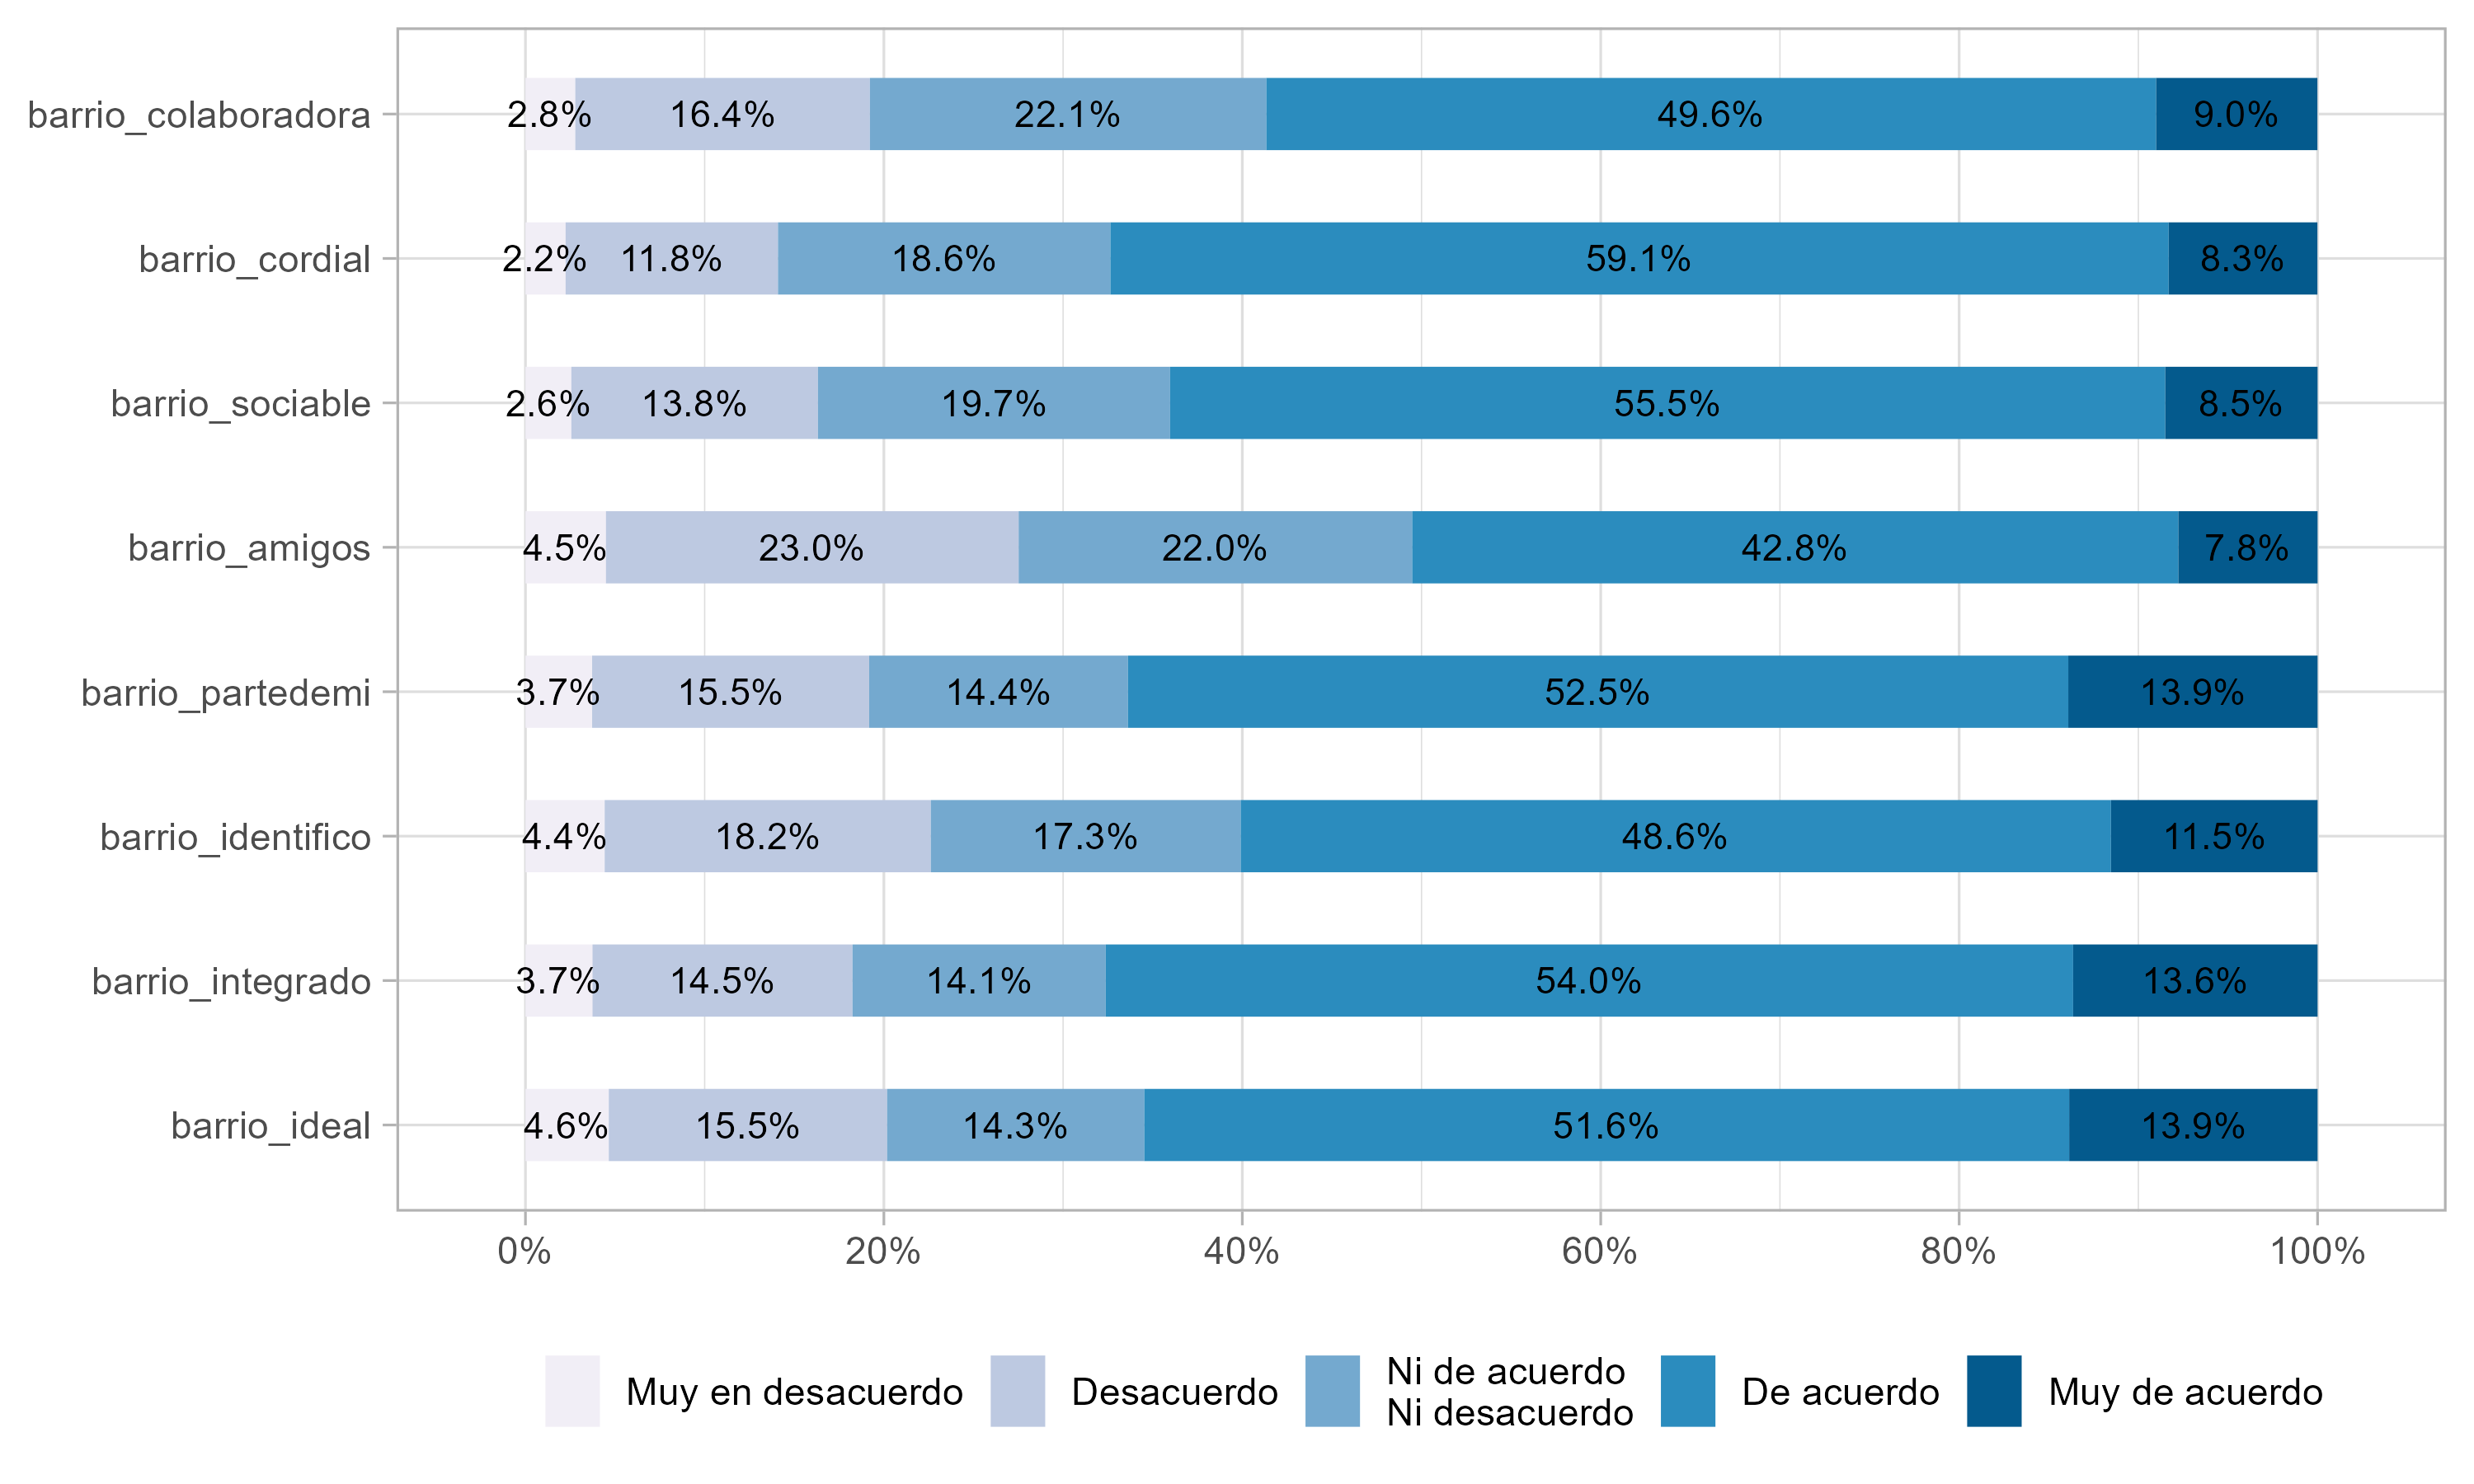 barrio_colaboradora 2.8% 16.4% 22.1% 49.6% 9.0%
barrio_cordial 2.2% 11.8% 18.6% 59.1% 8.3%
barrio_sociable 2.6% 13.8% 19.7% 55.5% 8.5%
barrio_amigos 4.5% 23.0% 22.0% 42.8% 7.8%
barrio_partedemi 3.7% 15.5% 14.4% 52.5% 13.9%
barrio_identifico 4.4% 18.2% 17.3% 48.6% 11.5%
barrio_integrado 3.7% 14.5% 14.1% 54.0% 13.6%
barrio_ideal 4.6% 15.5% 14.3% 51.6% 13.9%
0% 20% 40% 60% 80% 100%
Muy en desacuerdo
Desacuerdo
Ni de acuerdo
Ni desacuerdo
De acuerdo
Muy de acuerdo